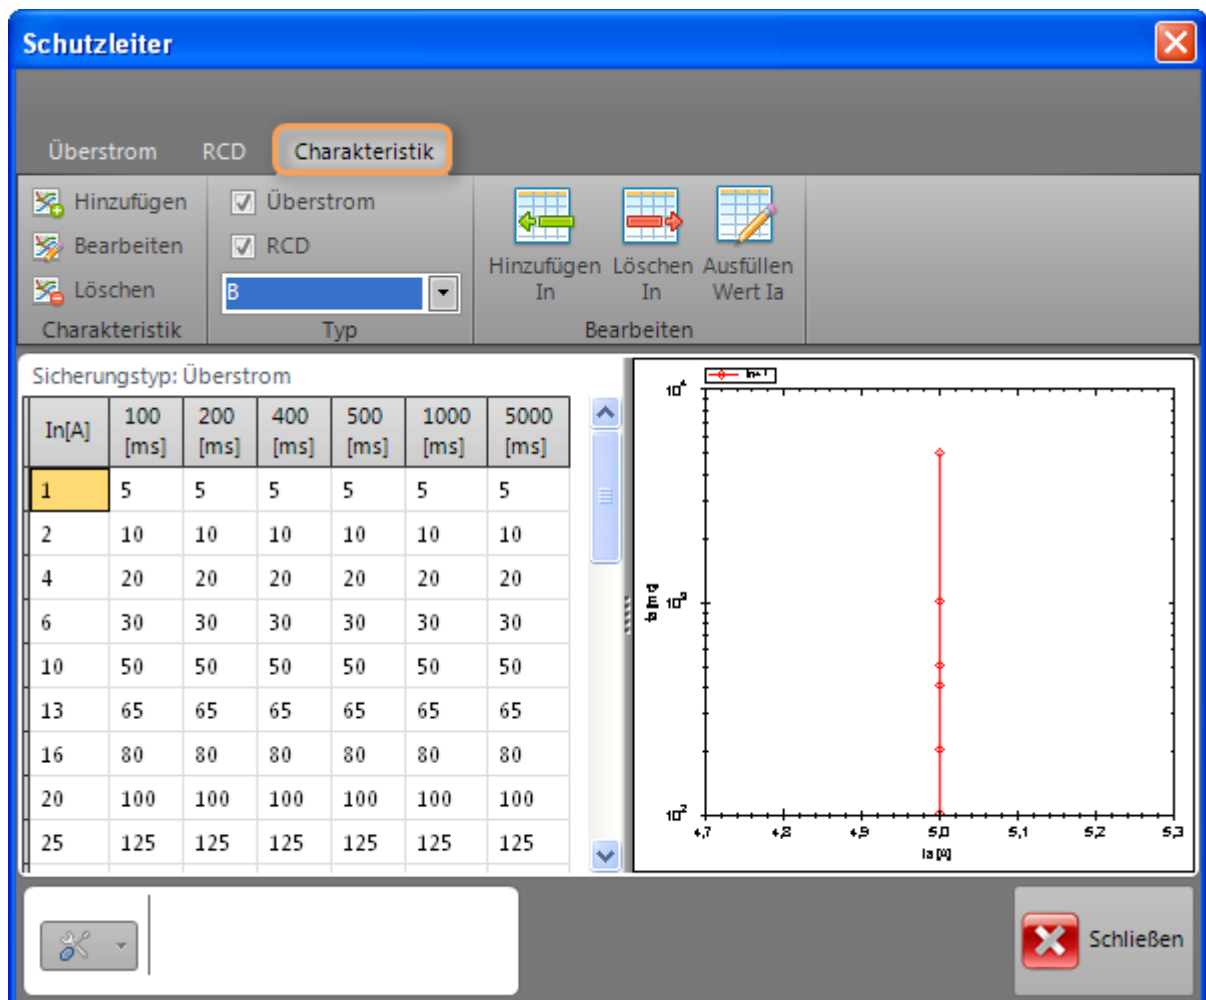 Schutzleiter
Überstrom RCD Charakteristik
Hinzufügen
Bearbeiten
Löschen
Charakteristik
Überstrom
RCD
B
Typ
Hinzufügen In
Löschen In
Ausfüllen Wert Ia
Bearbeiten
Sicherungstyp: Überstrom
In[A] 100 [ms] 200 [ms] 400 [ms] 500 [ms] 1000 [ms] 5000 [ms]
1 5 5 5 5 5 5
2 10 10 10 10 10 10
4 20 20 20 20 20 20
6 30 30 30 30 30 30
10 50 50 50 50 50 50
13 65 65 65 65 65 65
16 80 80 80 80 80 80
20 100 100 100 100 100 100
25 125 125 125 125 125 125
In= 1
10⁴
10³
10²
4,7 4,8 4,9 5,0 5,1 5,2 5,3
Ia [A]
Schließen